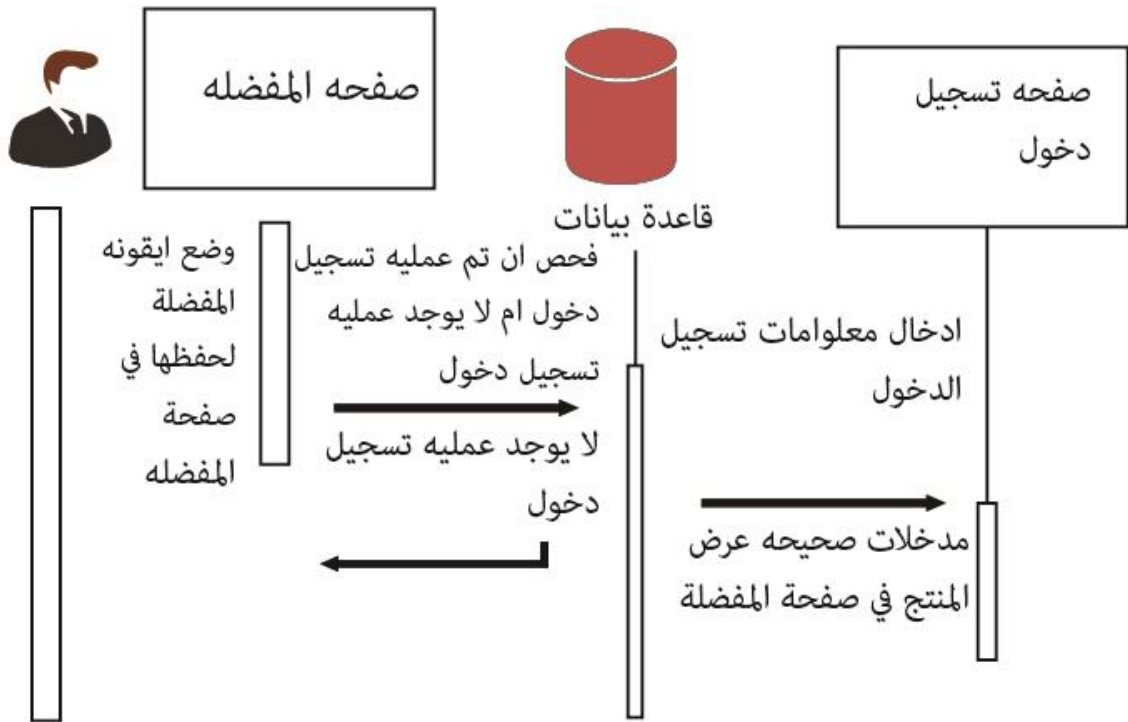 صفحه المفضله
صفحه تسجيل
دخول
قاعدة بيانات
وضع ايقونه
المفضلة
لحفظها في
صفحة
المفضله
فحص ان تم عمليه تسجيل
دخول ام لا يوجد عمليه
تسجيل دخول
لا يوجد عمليه تسجيل
دخول
ادخال معلوامات تسجيل
الدخول
مدخلات صحيحه عرض
المنتج في صفحة المفضلة